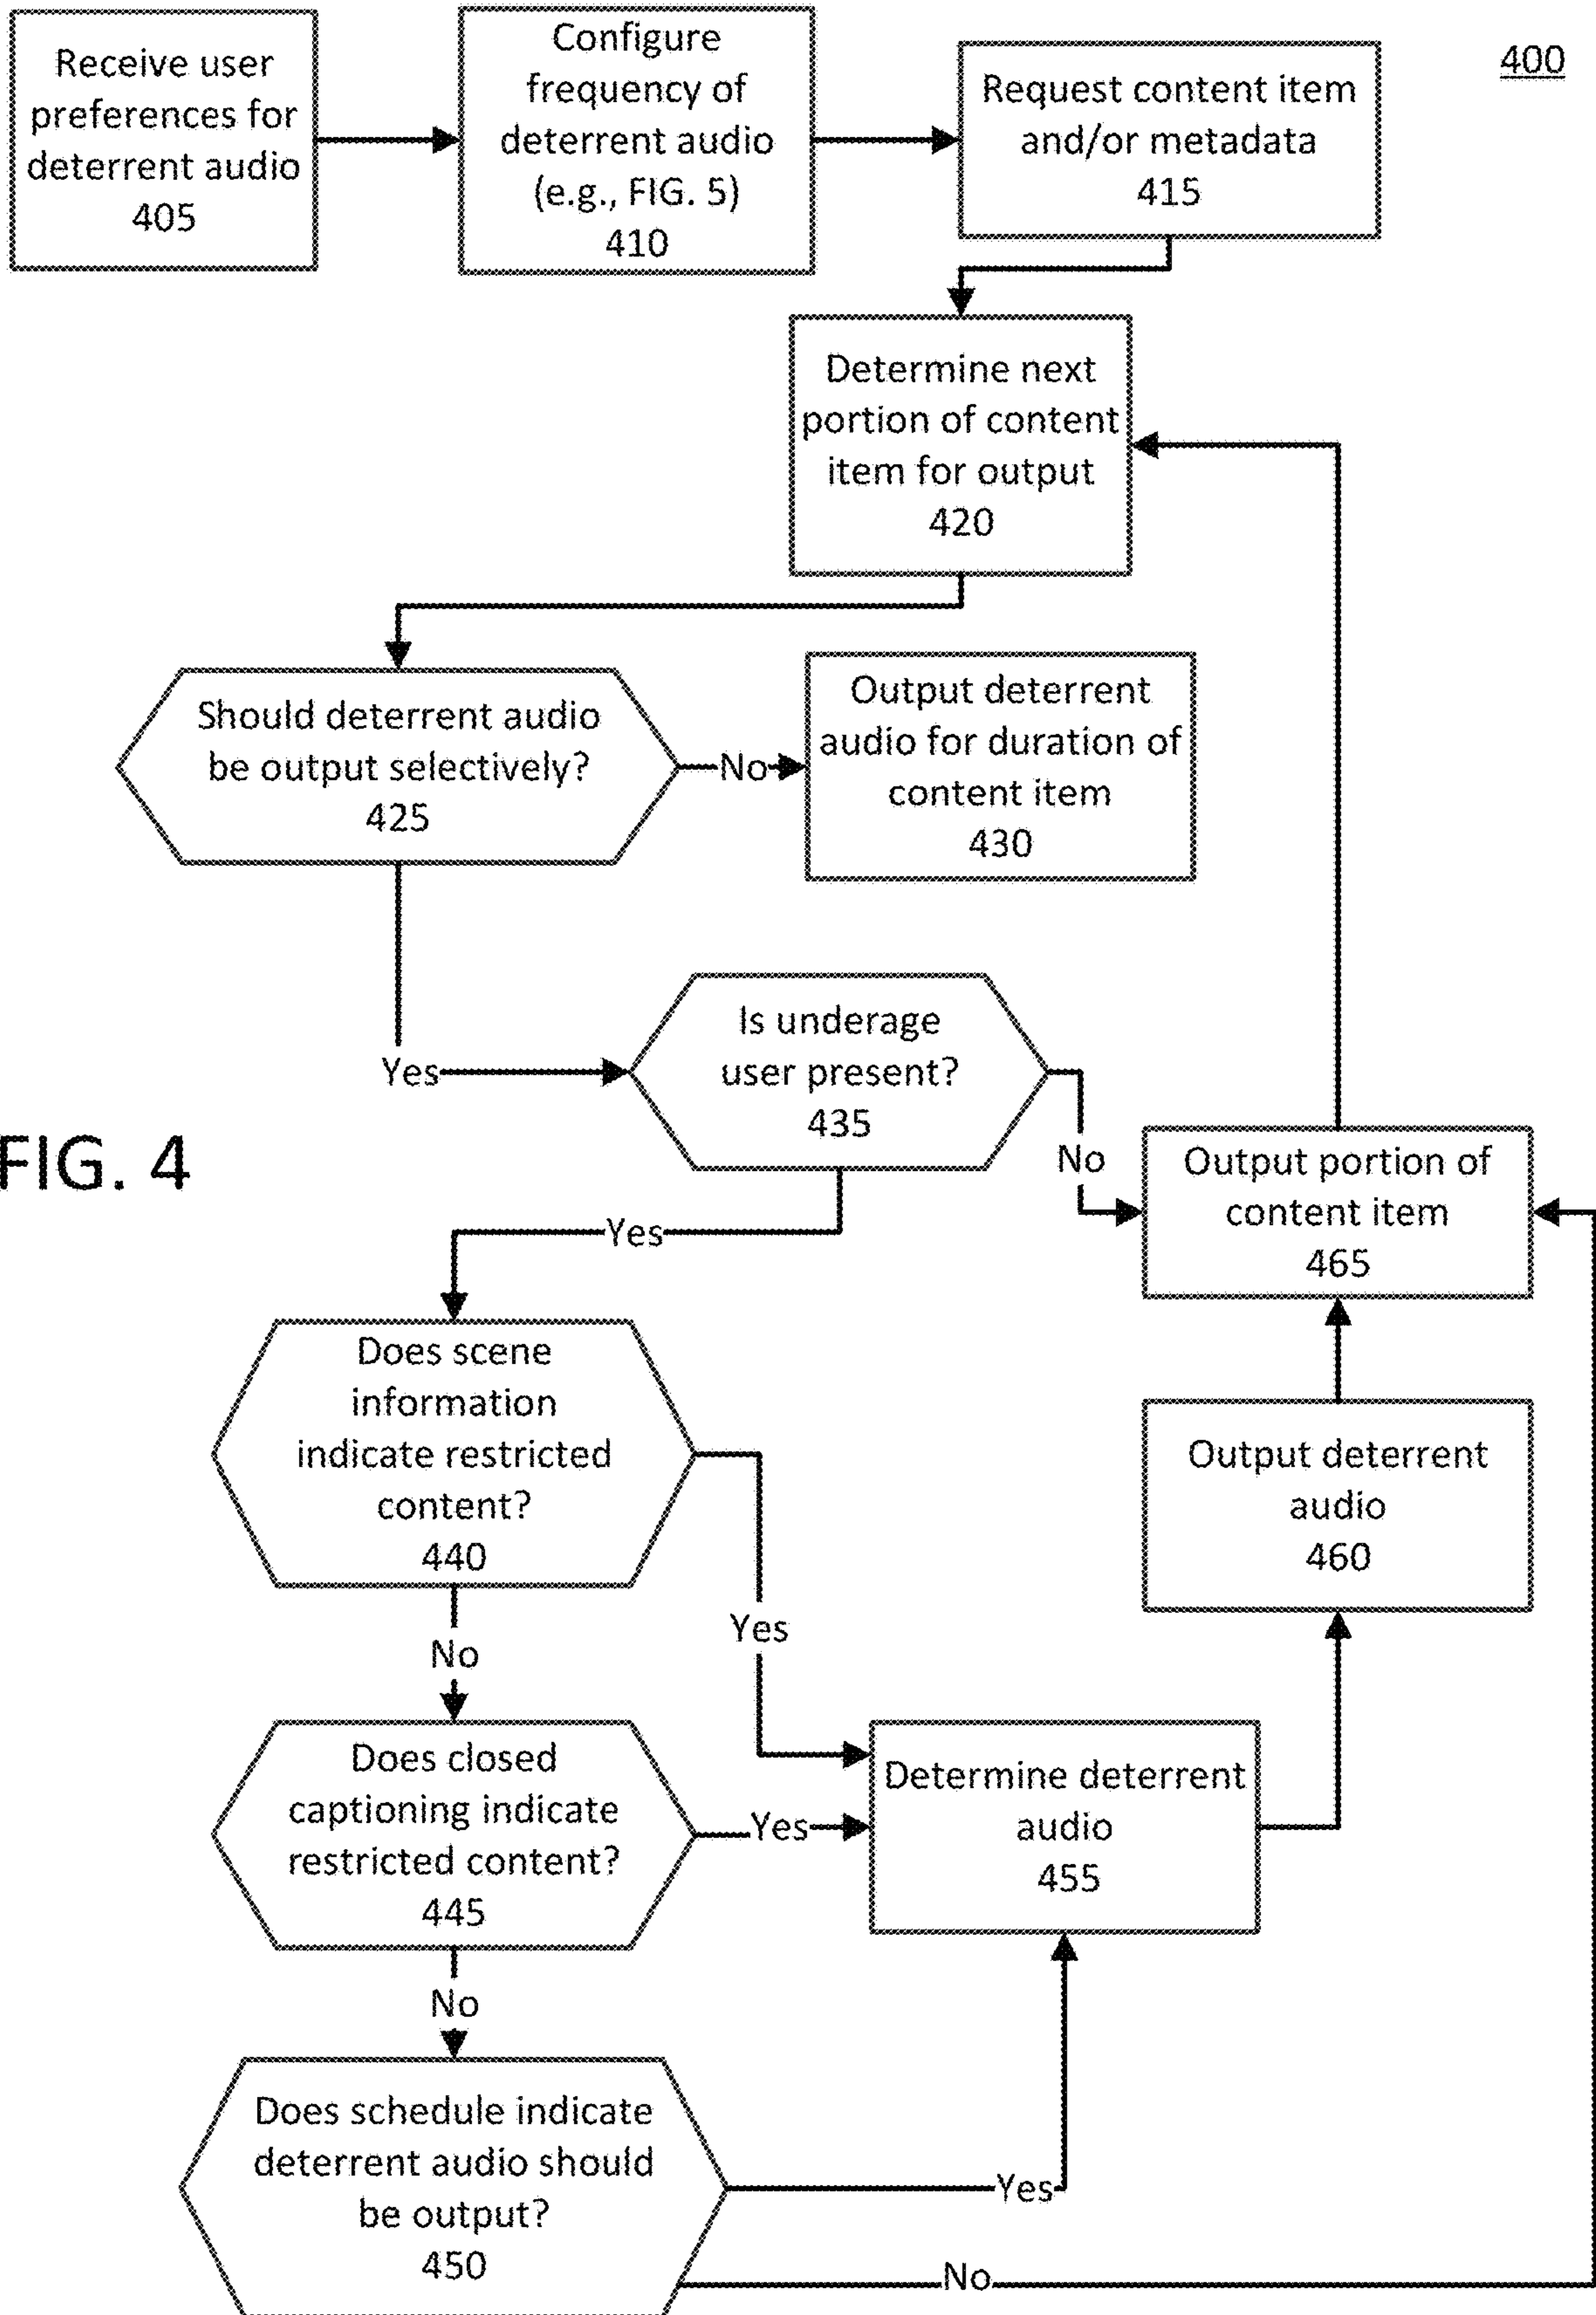 Receive user
preferences for
deterrent audio
405
Configure
frequency of
deterrent audio
(e.g., FIG. 5)
410
Request content item
and/or metadata
415
400
Determine next
portion of content
item for output
420
Should deterrent audio
be output selectively?
425
No
Output deterrent
audio for duration of
content item
430
Yes
Is underage
user present?
435
No
FIG. 4
Output portion of
content item
465
Yes
Does scene
information
indicate restricted
content?
440
Output deterrent
audio
460
Yes
No
Does closed
captioning indicate
restricted content?
445
Yes
Determine deterrent
audio
455
No
Does schedule indicate
deterrent audio should
be output?
450
Yes
No